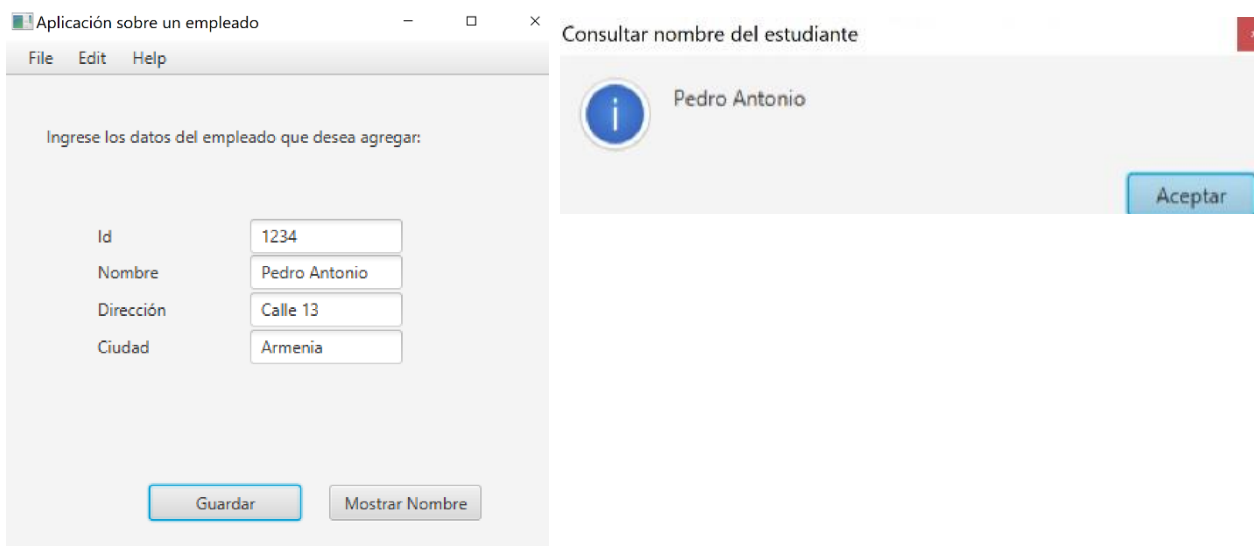 Aplicación sobre un empleado
File Edit Help
Ingrese los datos del empleado que desea agregar:
Id 1234
Nombre Pedro Antonio
Dirección Calle 13
Ciudad Armenia
Guardar Mostrar Nombre
Consultar nombre del estudiante
Pedro Antonio
Aceptar